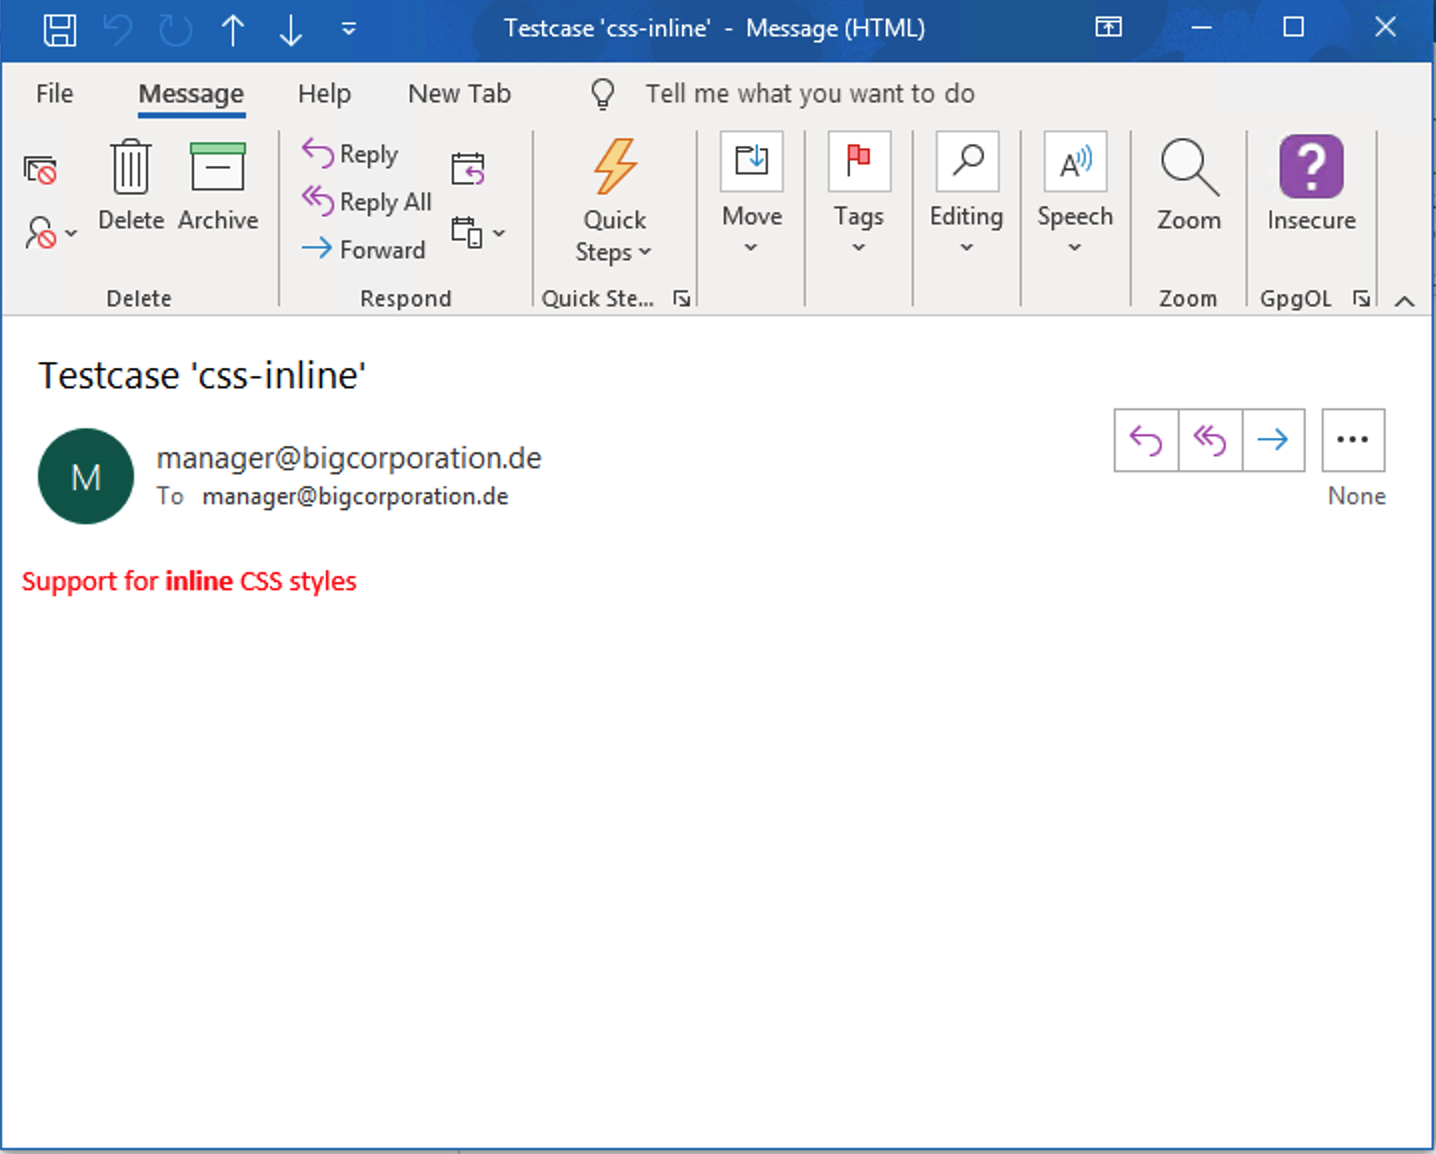 Testcase 'css-inline' - Message (HTML)
File Message Help New Tab Tell me what you want to do
Reply
Reply All
Forward
Delete Archive
Quick Steps
Move
Tags
Editing
Speech
Zoom
Insecure
Delete Respond Quick Ste... Zoom GpgOL
Testcase 'css-inline'
M
manager@bigcorporation.de
To manager@bigcorporation.de
None
Support for inline CSS styles